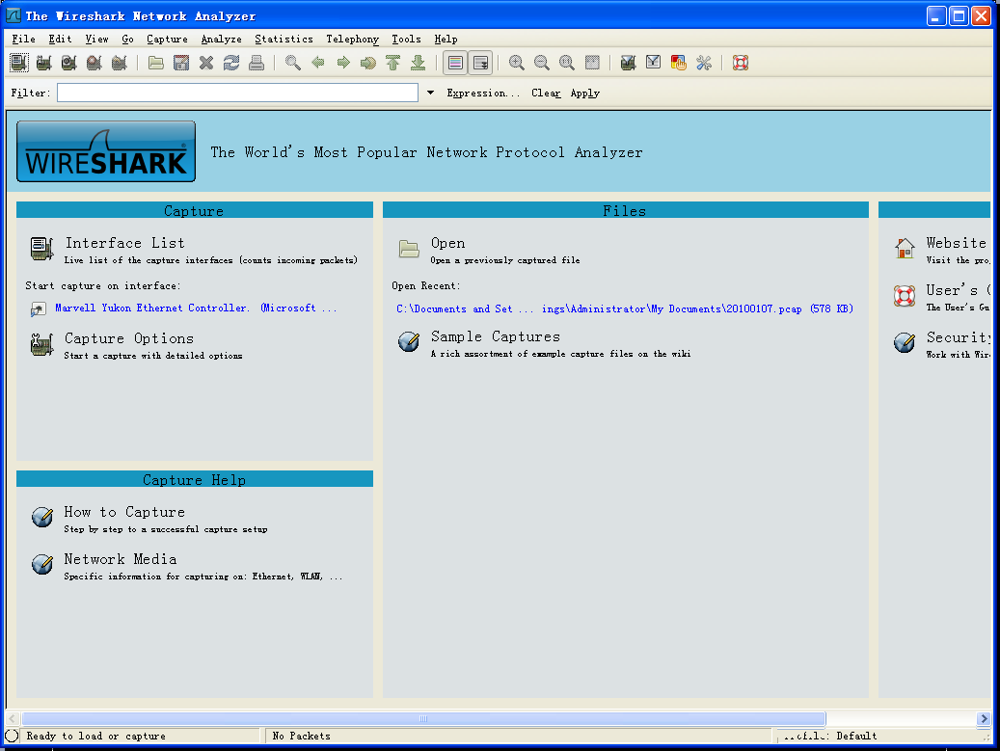 The Wireshark Network Analyzer
File Edit View Go Capture Analyze Statistics Telephony Tools Help
Filter: Expression... Clear Apply
WIRESHARK®
The World's Most Popular Network Protocol Analyzer
Capture
Interface List
Live list of the capture interfaces (counts incoming packets)
Start capture on interface:
Marvell Yukon Ethernet Controller. (Microsoft ...
Capture Options
Start a capture with detailed options
Capture Help
How to Capture
Step by step to a successful capture setup
Network Media
Specific information for capturing on: Ethernet, WLAN, ...
Files
Open
Open a previously captured file
Open Recent:
C:\Documents and Set ... ings\Administrator\My Documents\20100107.pcap (578 KB)
Sample Captures
A rich assortment of example capture files on the wiki
Website
Visit the
User's
The User's
Security
Work with
Ready to load or capture
No Packets
Default